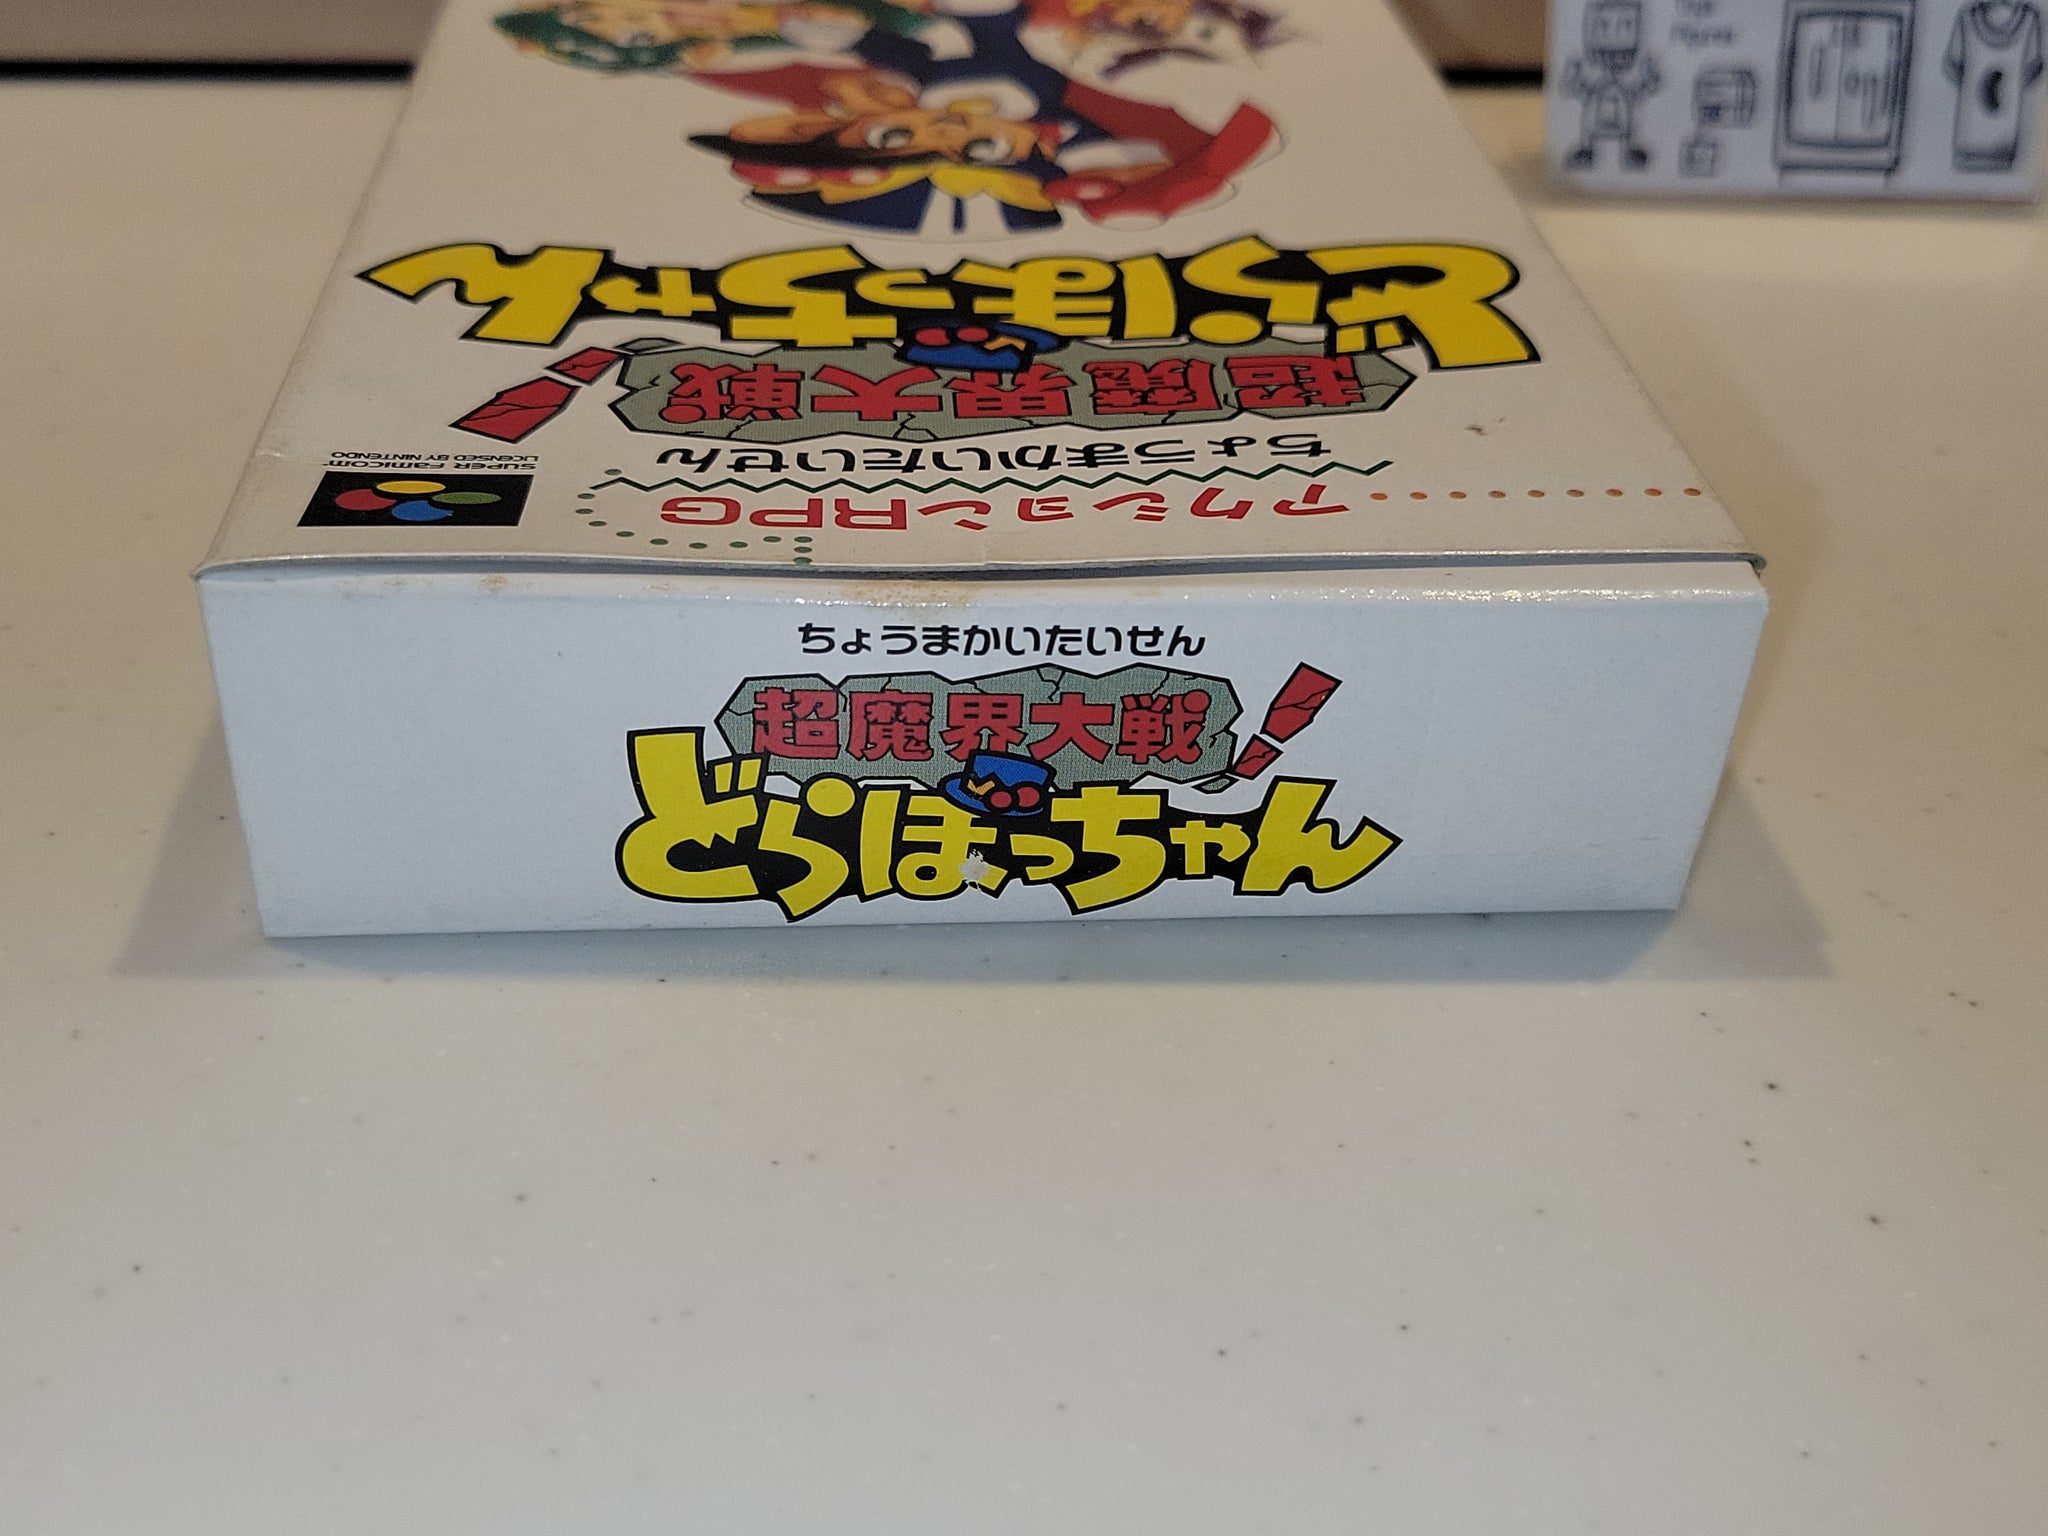 どらぼっちゃん
超魔界大戦!
ちょうまかいたいせん
アクションRPG
SUPER FAMICOM
LICENSED BY NINTENDO
ちょうまかいたいせん
超魔界大戦!
どらぼっちゃん